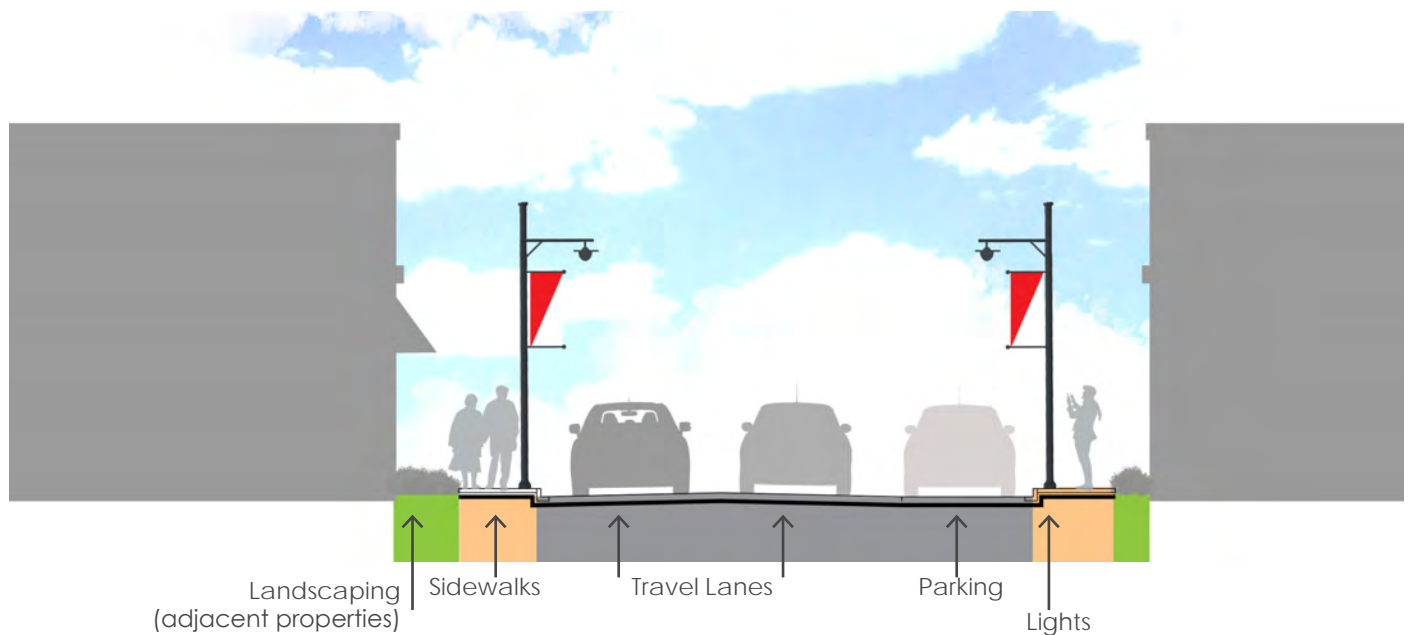 Landscaping
(adjacent properties)
Sidewalks
Travel Lanes
Parking
Lights